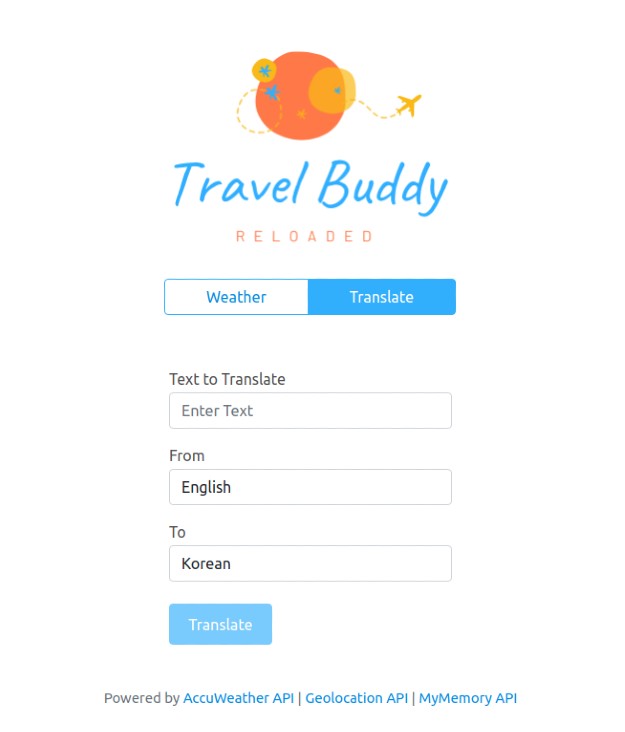 Travel Buddy
RELOADED
Weather Translate
Text to Translate
Enter Text
From
English
To
Korean
Translate
Powered by AccuWeather API | Geolocation API | MyMemory API